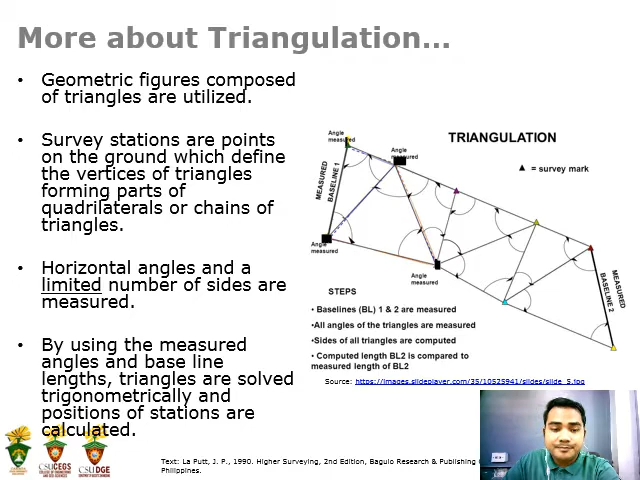 More about Triangulation...
• Geometric figures composed
of triangles are utilized.
• Survey stations are points
on the ground which define
the vertices of triangles
forming parts of
quadrilaterals or chains of
triangles.
• Horizontal angles and a
limited number of sides are
measured.
• By using the measured
angles and base line
lengths, triangles are solved
trigonometrically and
positions of stations are
calculated.
TRIANGULATION
▲ = survey mark
Angle
measured
Angle
measured
MEASURED
BASELINE 1
Angle
measured
Angle
measured
MEASURED
BASELINE 2
STEPS
• Baselines (BL) 1 & 2 are measured
•All angles of the triangles are measured
•Sides of all triangles are computed
• Computed length BL2 is compared to
measured length of BL2
Source: https://images.slideplayer.com/35/10525941/slides/slide_5.jpg
CSUCEGS
CSUDGE
Text: La Putt, J. P., 1990. Higher Surveying, 2nd Edition, Baguio Research & Publishing
Philippines.